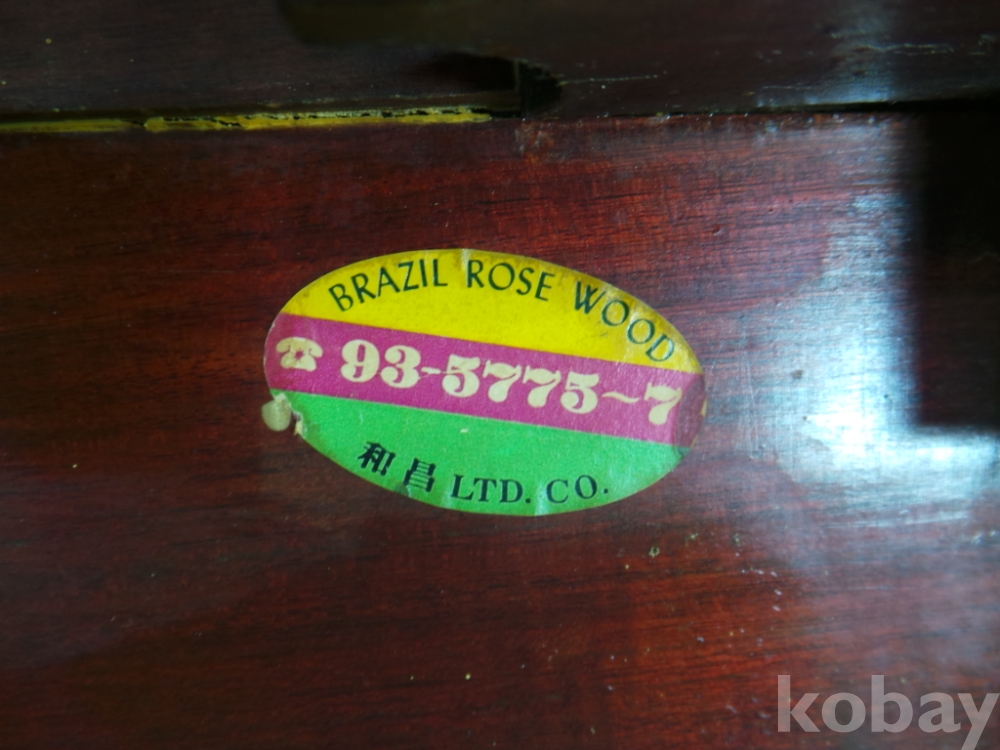 BRAZIL ROSE WOOD
☎ 93-5775~7
和昌 LTD. CO.
kobay